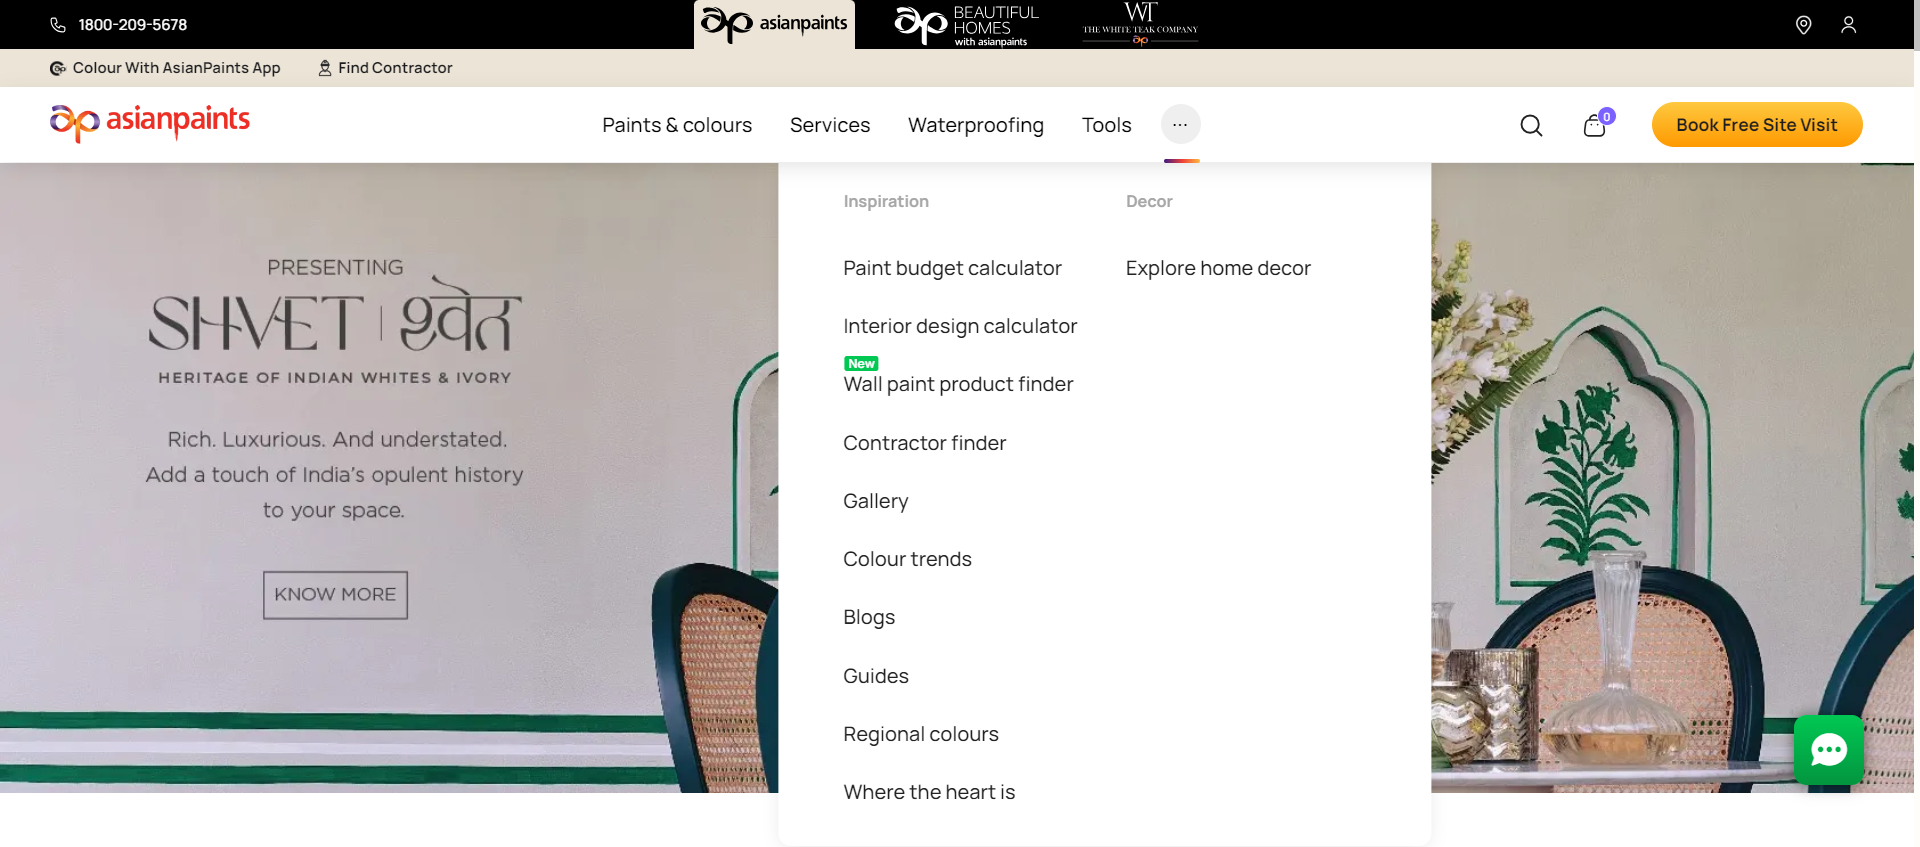 1800-209-5678
asianpaints
BEAUTIFUL
HOMES
with asianpaints
WT
THE WHITE TEAK COMPANY
Colour With AsianPaints App
Find Contractor
asianpaints
Paints & colours
Services
Waterproofing
Tools
...
0
Book Free Site Visit
PRESENTING
SHVET | श्वेत
HERITAGE OF INDIAN WHITES & IVORY
Rich. Luxurious. And understated.
Add a touch of India's opulent history
to your space.
KNOW MORE
Inspiration
Paint budget calculator
Interior design calculator
New
Wall paint product finder
Contractor finder
Gallery
Colour trends
Blogs
Guides
Regional colours
Where the heart is
Decor
Explore home decor